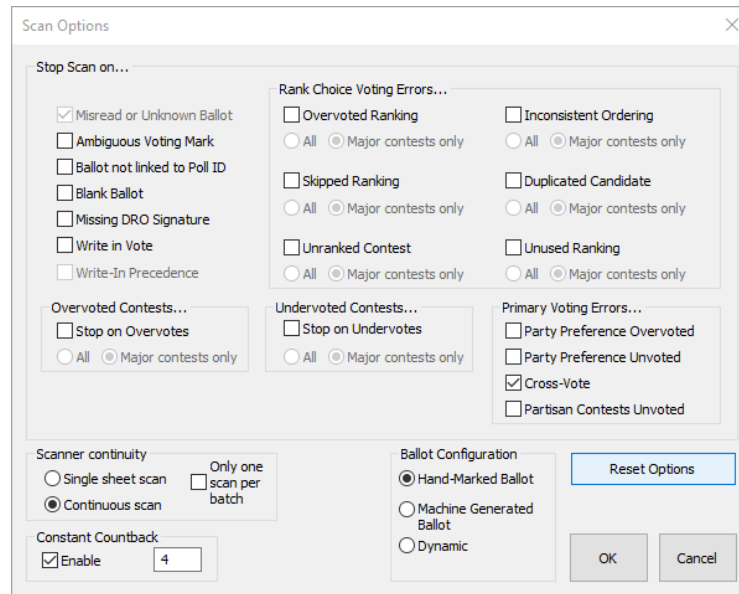 Scan Options
Stop Scan on...
Misread or Unknown Ballot
Ambiguous Voting Mark
Ballot not linked to Poll ID
Blank Ballot
Missing DRO Signature
Write in Vote
Write-In Precedence
Rank Choice Voting Errors...
Overvoted Ranking
All Major contests only
Inconsistent Ordering
All Major contests only
Skipped Ranking
All Major contests only
Duplicated Candidate
All Major contests only
Unranked Contest
All Major contests only
Unused Ranking
All Major contests only
Overvoted Contests...
Stop on Overvotes
All Major contests only
Undervoted Contests...
Stop on Undervotes
All Major contests only
Primary Voting Errors...
Party Preference Overvoted
Party Preference Unvoted
Cross-Vote
Partisan Contests Unvoted
Scanner continuity
Single sheet scan
Continuous scan
Only one
scan per
batch
Constant Countback
Enable 4
Ballot Configuration
Hand-Marked Ballot
Machine Generated
Ballot
Dynamic
Reset Options
OK
Cancel